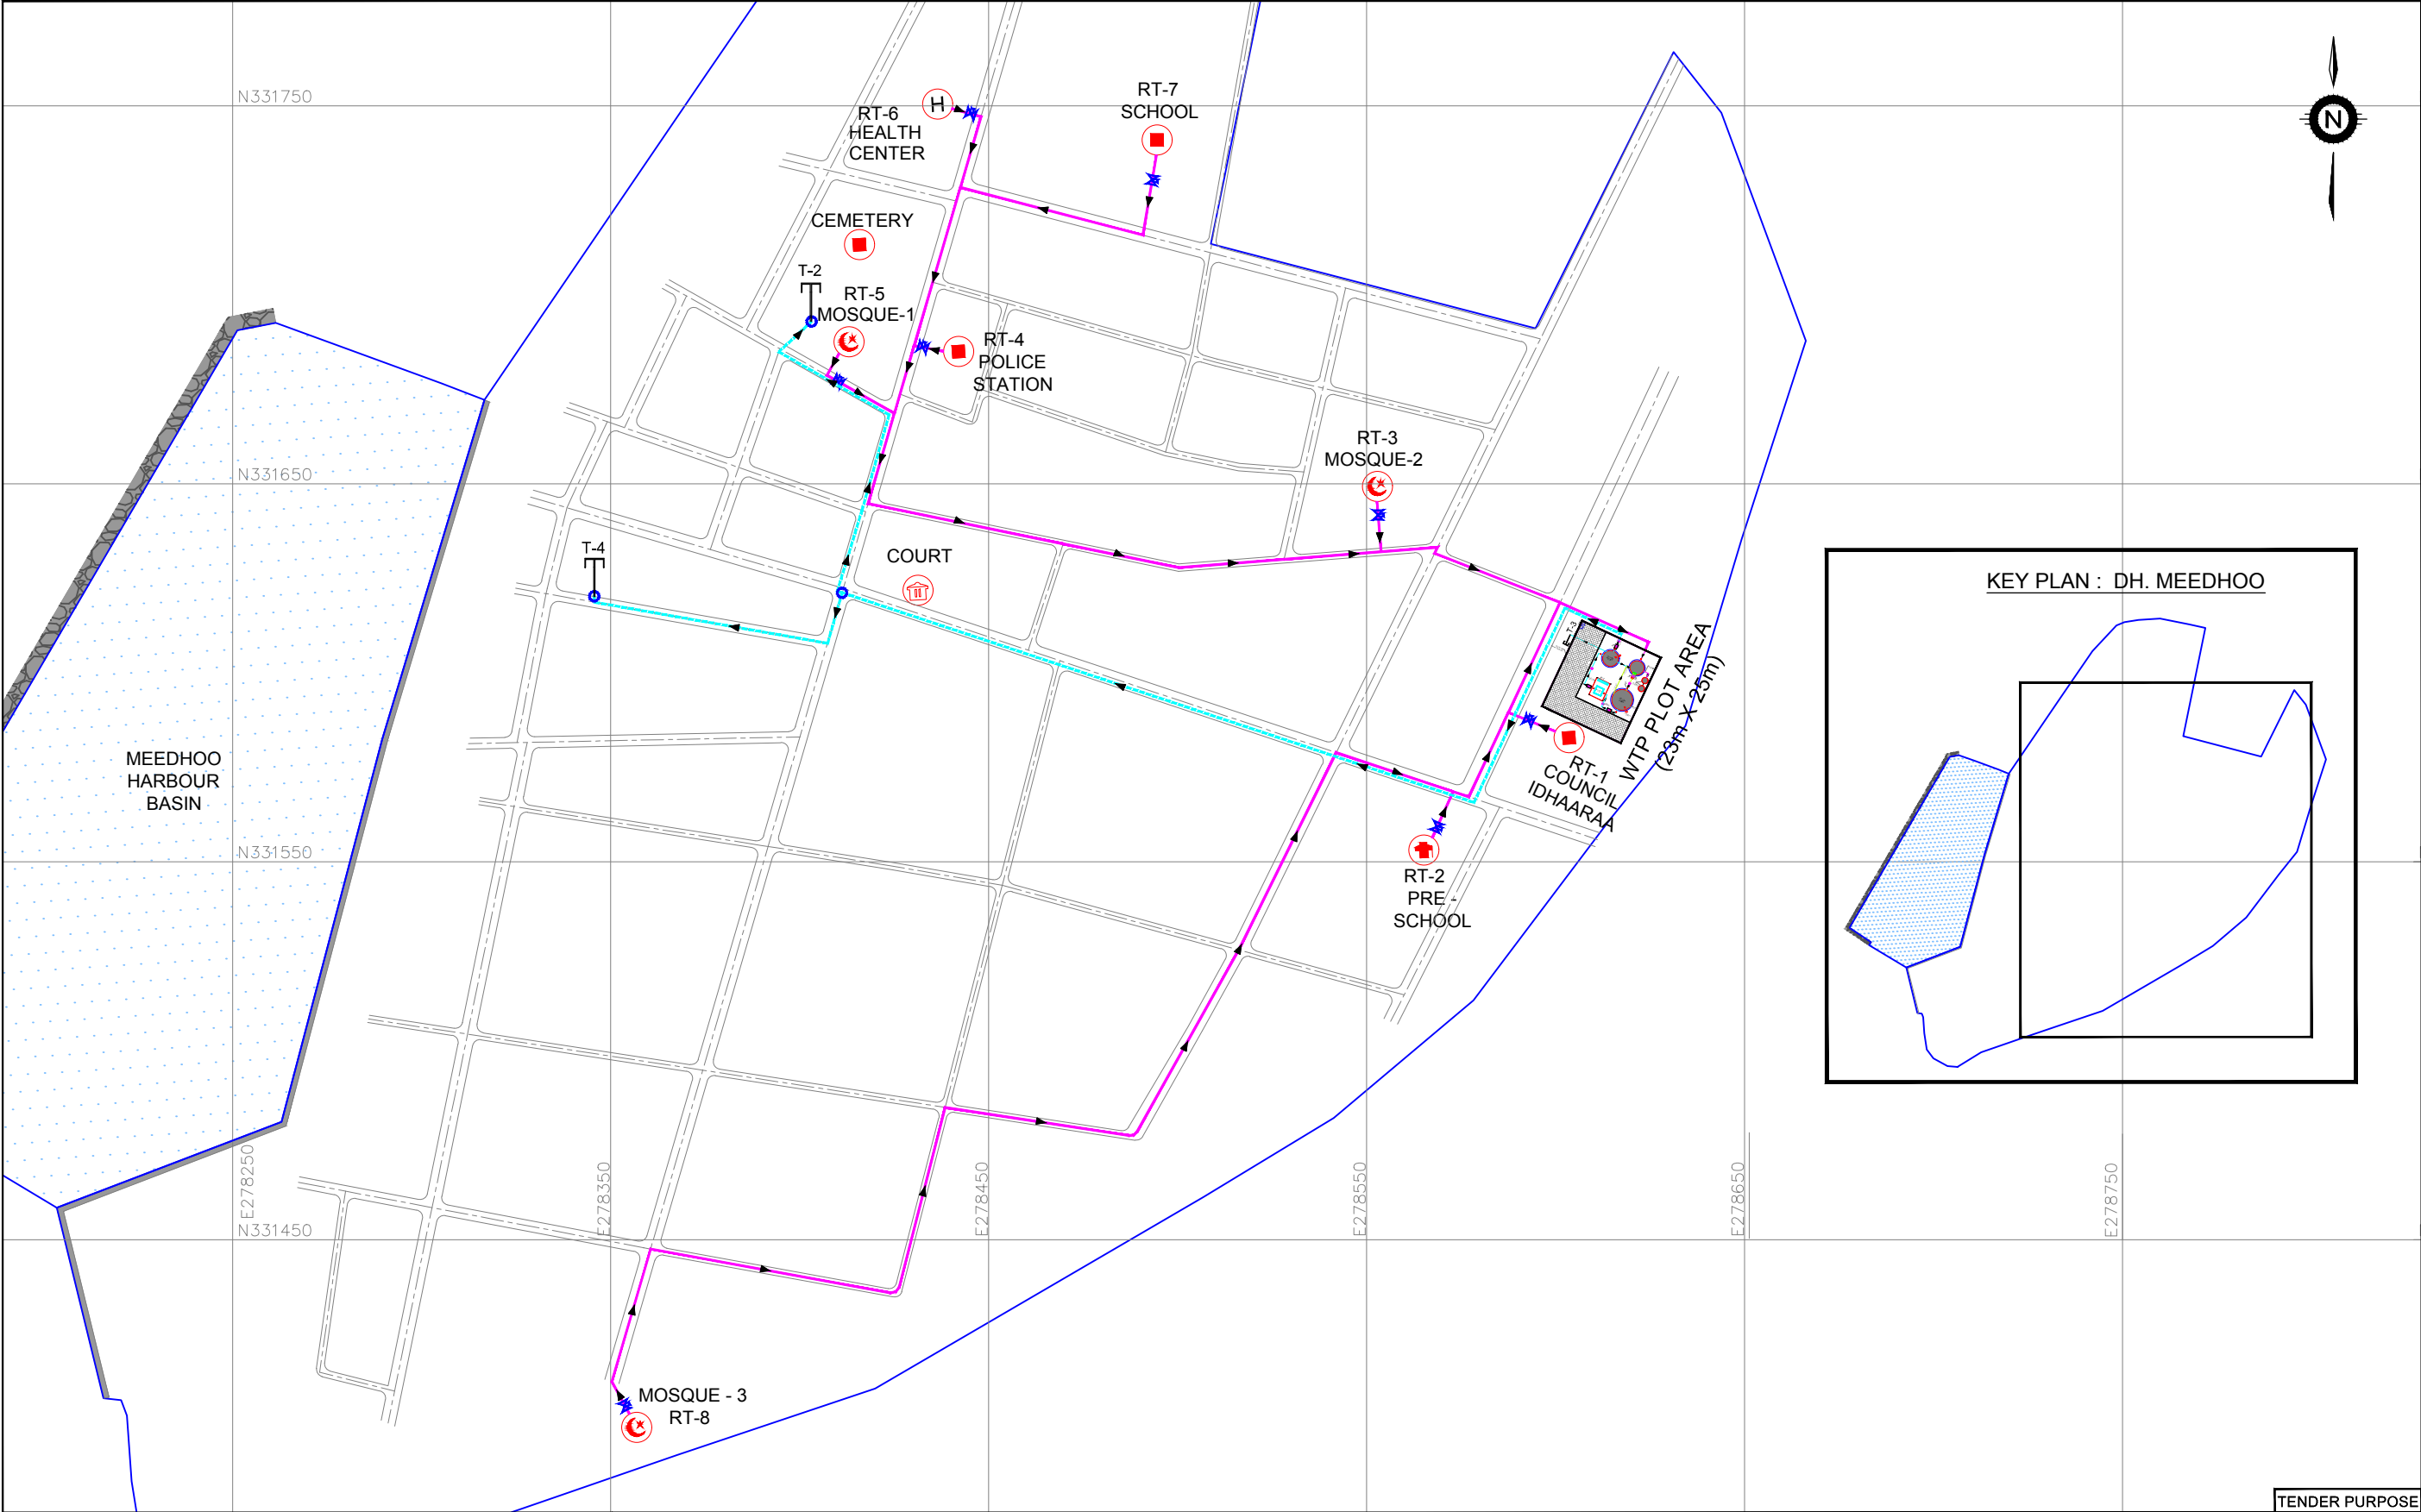 N331750
RT-6
HEALTH
CENTER
H
RT-7
SCHOOL
N
CEMETERY
T-2
RT-5
MOSQUE-1
RT-4
POLICE
STATION
RT-3
MOSQUE-2
N331650
T-4
COURT
KEY PLAN : DH. MEEDHOO
T-3
WTP PLOT AREA
(23m X 25m)
RT-1
COUNCIL
IDHAARAA
MEEDHOO
HARBOUR
BASIN
N331550
RT-2
PRE -
SCHOOL
E278250
E278350
E278450
E278550
E278650
E278750
N331450
MOSQUE - 3
RT-8
TENDER PURPOSE